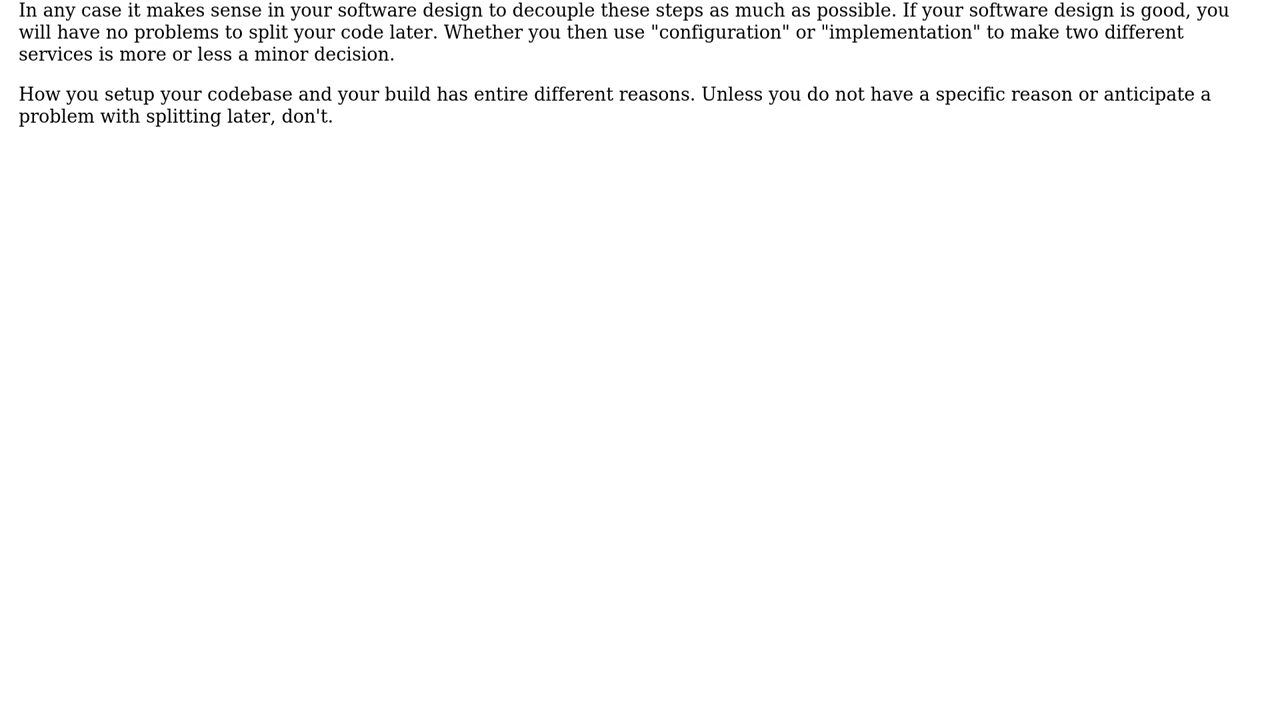 In any case it makes sense in your software design to decouple these steps as much as possible. If your software design is good, you
will have no problems to split your code later. Whether you then use "configuration" or "implementation" to make two different
services is more or less a minor decision.
How you setup your codebase and your build has entire different reasons. Unless you do not have a specific reason or anticipate a
problem with splitting later, don't.